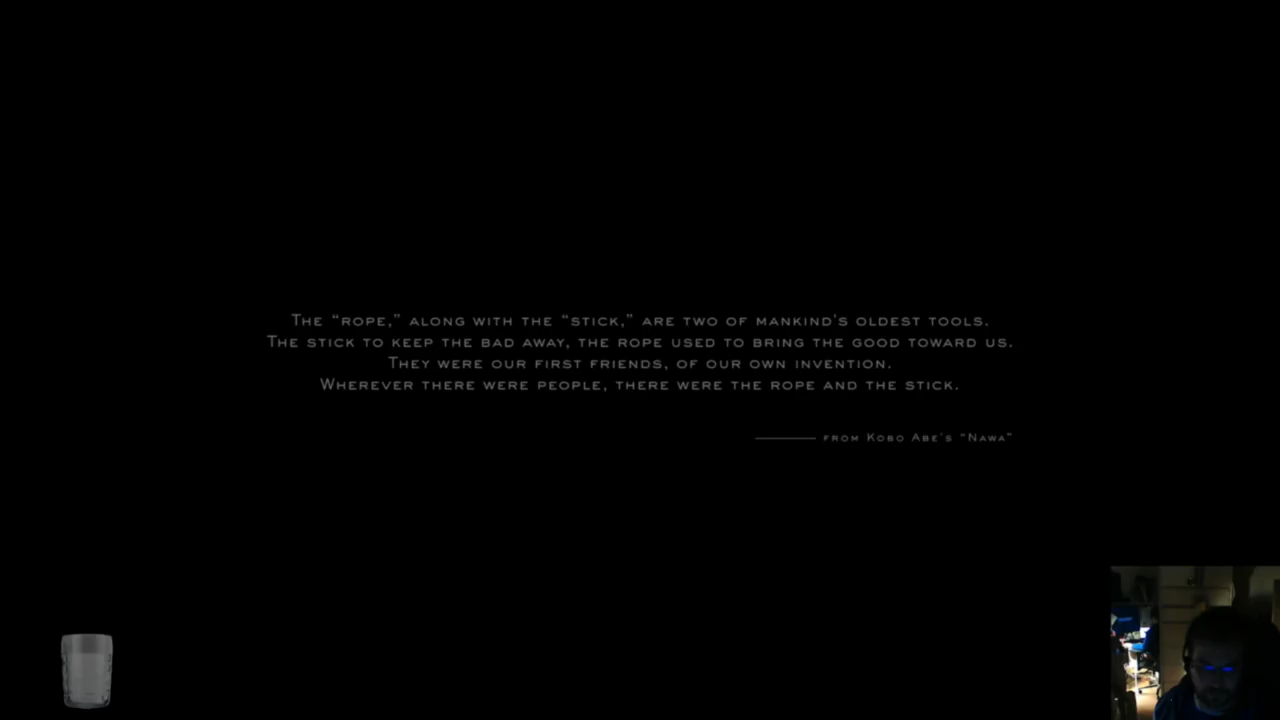 The “rope,” along with the “stick,” are two of mankind's oldest tools.
The stick to keep the bad away, the rope used to bring the good toward us.
They were our first friends, of our own invention.
Wherever there were people, there were the rope and the stick.
from Kobo Abe's “Nawa”